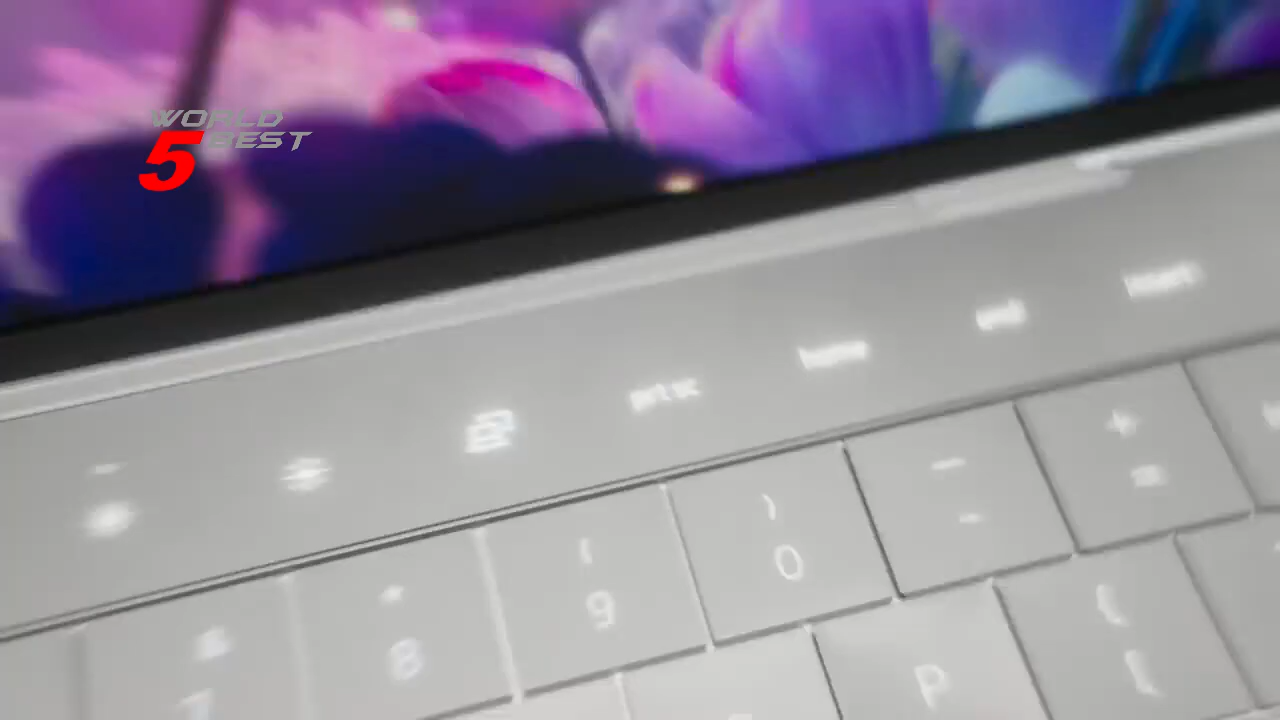 WORLD
5 BEST
prt sc
home
end
insert
* ( ) - +
8 9 0 - =
P {
[